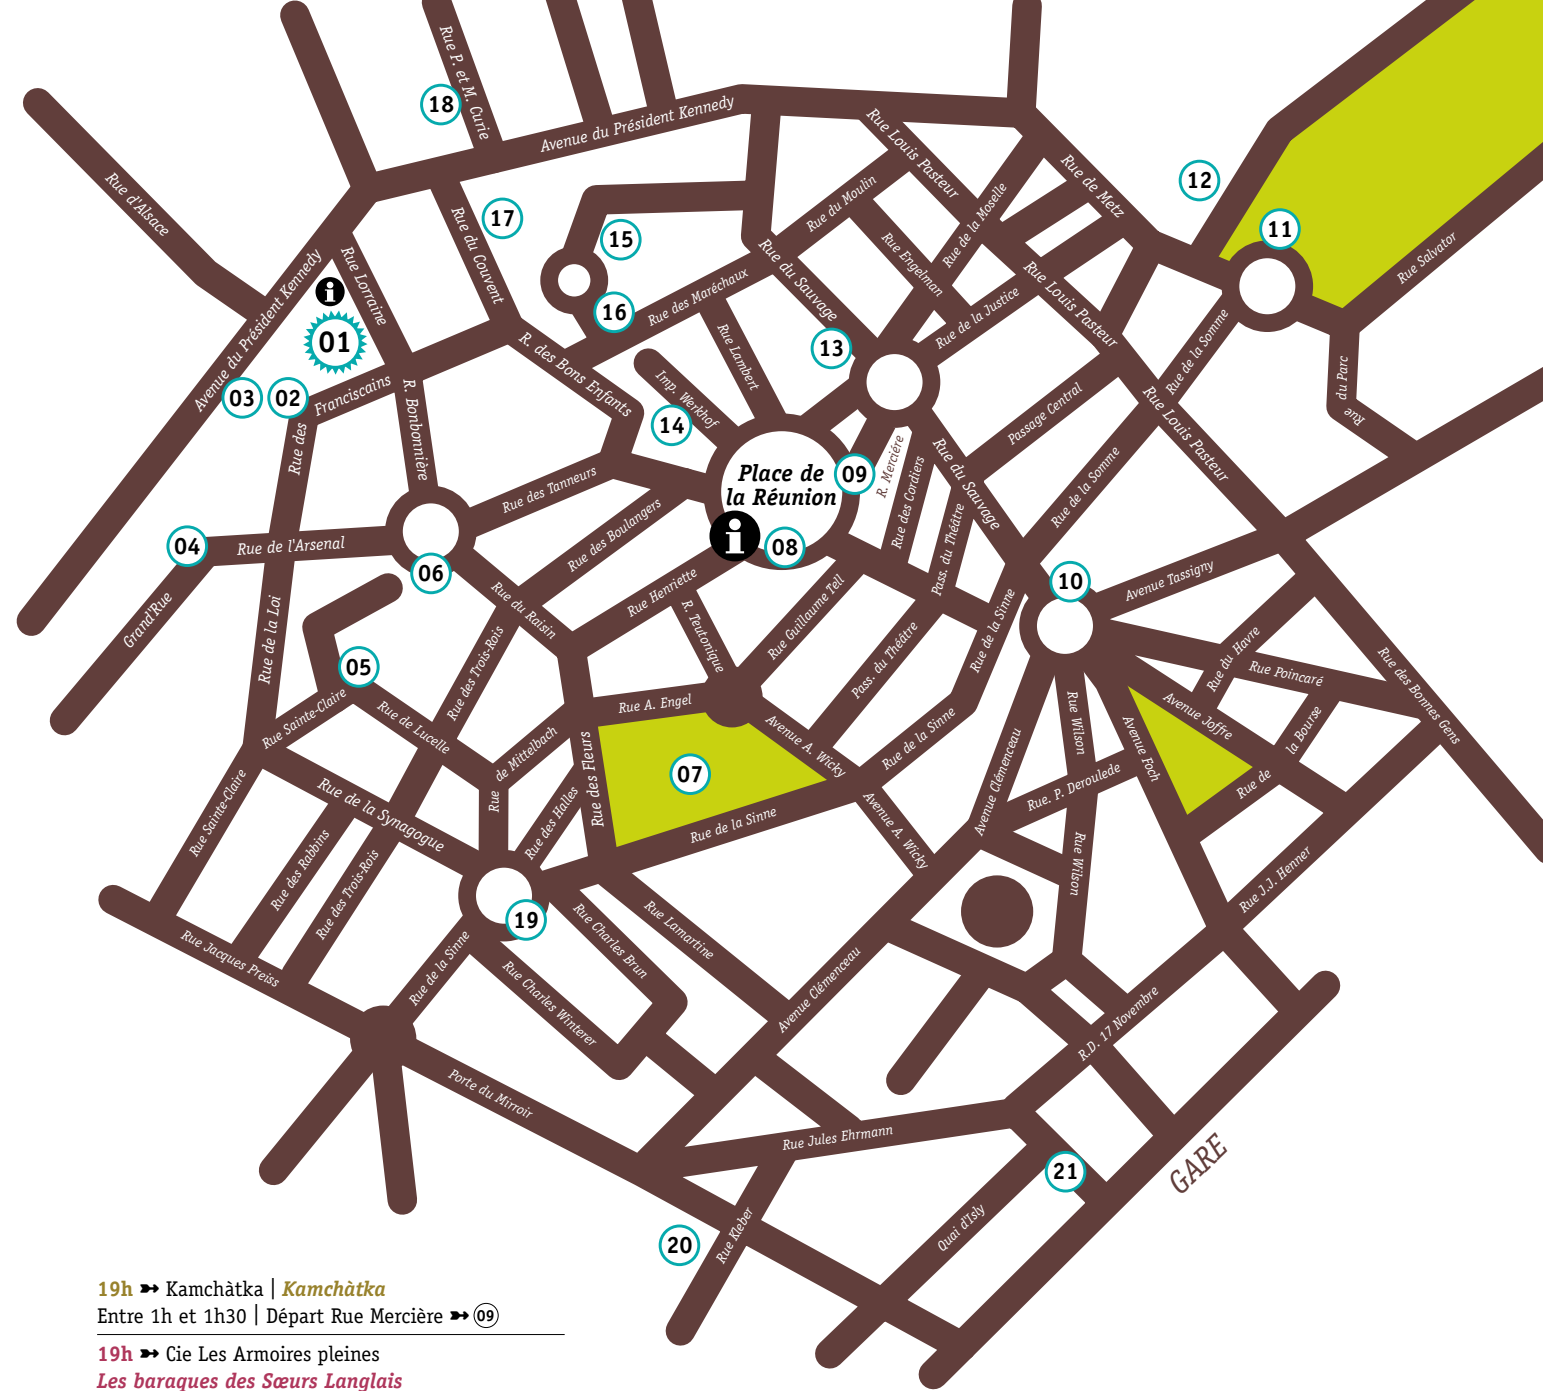 Rue P. et M. Curie
18
Avenue du Président Kennedy
Rue Louis Pasteur
Rue d'Alsace
Rue de Metz
12
17
Rue du Couvent
15
Rue du Moulin
Rue de la Moselle
11
Rue Engelman
Rue Salvator
Avenue du Président Kennedy
Rue Lorraine
i
01
16
Rue des Maréchaux
Rue du Sauvage
Rue Louis Pasteur
Rue de la Justice
13
Rue Lambert
R. des Bons Enfants
Rue de la Somme
Rue
du Parc
03
02
Rue des
Franciscains
R. Bonbonnière
Imp. Werkhof
14
Passage Central
Rue Louis Pasteur
Place de
la Réunion
09
R. Merciére
Rue des Cordiers
Rue du Sauvage
Rue de la Somme
Rue des Tanneurs
Rue des Boulangers
Pass. du Théâtre
i
08
04
Rue de l'Arsenal
06
Grand'Rue
Rue de la Loi
Rue du Raisin
Rue Henriette
R. Teutonique
Rue Guillaume Tell
Pass. du Théâtre
Rue de la Sinne
10
Avenue Tassigny
05
Rue Sainte-Claire
Rue de Lucelle
Rue des Trois-Rois
Rue A. Engel
Avenue A. Wicky
Rue de la Sinne
Rue du Havre
Rue Poincaré
Rue des Bonnes Gens
Avenue Joffre
Avenue Foch
Rue Wilson
Avenue Clémenceau
Rue de
la Bourse
Rue
de Mittelbach
Rue des Fleurs
07
Rue des Halles
Rue de la Sinne
Avenue A. Wicky
Rue. P. Deroulede
Rue Sainte-Claire
Rue de la Synagogue
Rue des Rabbins
Rue des Trois-Rois
Rue Wilson
Rue J.J. Henner
19
Rue Jacques Preiss
Rue de la Sinne
Rue Charles Brun
Rue Lamartine
Rue Charles Winterer
Avenue Clémenceau
R.D. 17 Novembre
Porte du Mirroir
Rue Jules Ehrmann
GARE
21
20
Rue Kleber
Quai d'Isly
19h ➳ Kamchàtka | Kamchàtka
Entre 1h et 1h30 | Départ Rue Mercière ➳ 09
19h ➳ Cie Les Armoires pleines
Les baraques des Sœurs Langlais